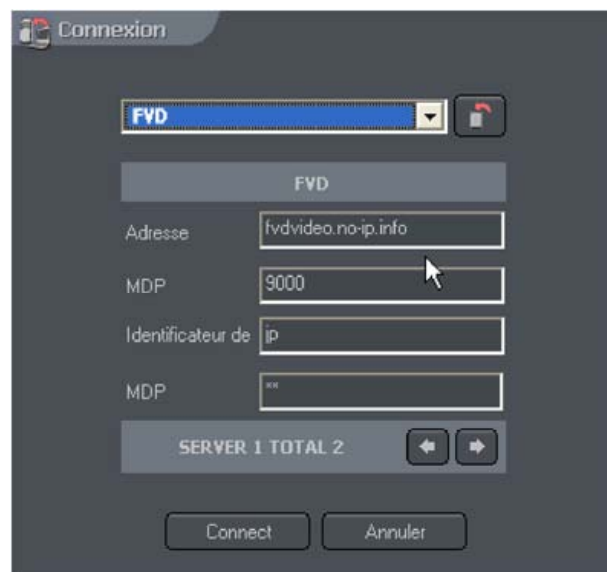 Connexion
FVD
FVD
Adresse fvdvideo.no-ip.info
MDP 9000
Identificateur de ip
MDP **
SERVER 1 TOTAL 2
Connect Annuler